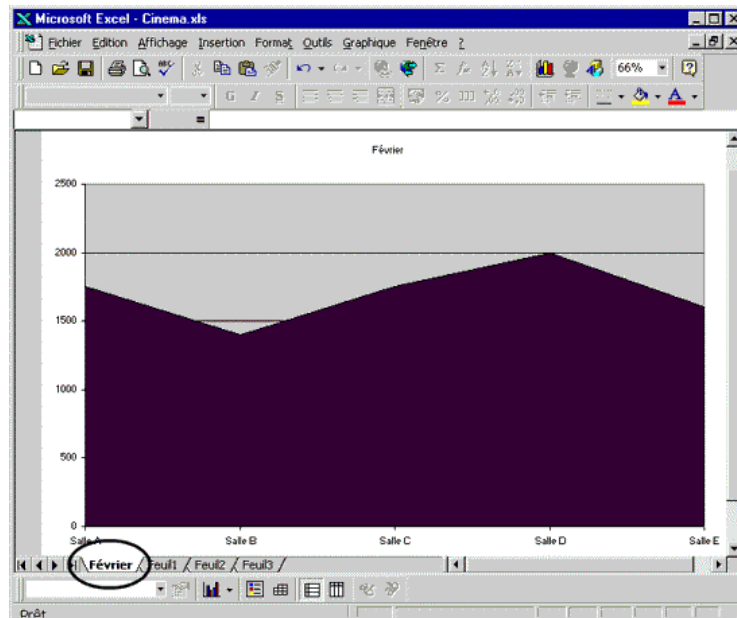 Microsoft Excel - Cinema.xls
Fichier Edition Affichage Insertion Format Outils Graphique Fenêtre ?
66%
G I S
=
Février
2500
2000
1500
1000
500
0
Salle A Salle B Salle C Salle D Salle E
Février Feuil1 Feuil2 Feuil3
Prêt